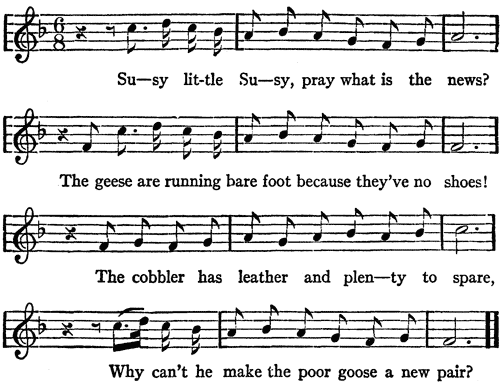 6
8
Su—sy lit-tle Su—sy, pray what is the news?
The geese are running bare foot because they've no shoes!
The cobbler has leather and plen—ty to spare,
Why can't he make the poor goose a new pair?